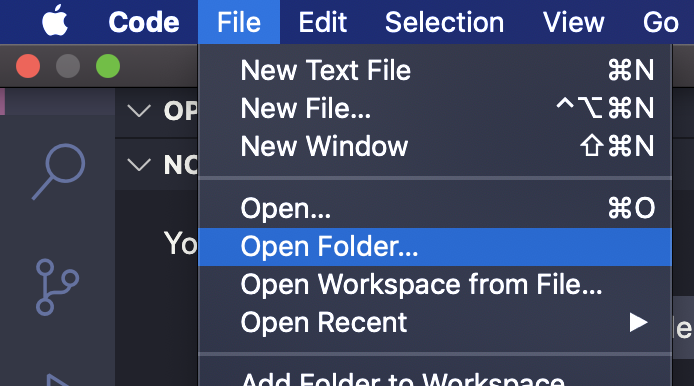 Code File Edit Selection View Go
New Text File ⌘N
New File... ^⌥⌘N
New Window ⇧⌘N
Open... ⌘O
Open Folder...
Open Workspace from File...
Open Recent
Add Folder to Workspace
OP
NO
Yo